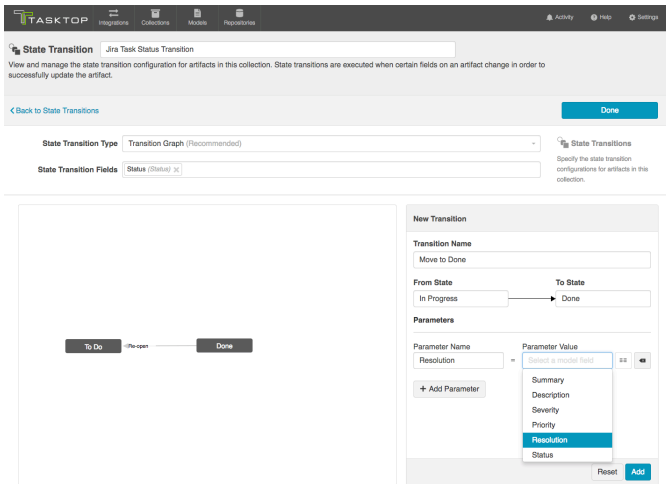 TASKTOP
Integrations
Collections
Models
Repositories
Activity
Help
Settings
State Transition
Jira Task Status Transition
View and manage the state transition configuration for artifacts in this collection. State transitions are executed when certain fields on an artifact change in order to
successfully update the artifact.
Back to State Transitions
Done
State Transition Type
Transition Graph (Recommended)
State Transition Fields
Status (Status)
State Transitions
Specify the state transition
configurations for artifacts in this
collection.
To Do
Re-open
Done
New Transition
Transition Name
Move to Done
From State
To State
In Progress
Done
Parameters
Parameter Name
Parameter Value
Resolution
=
Select a model field
+ Add Parameter
Summary
Description
Severity
Priority
Resolution
Status
Reset
Add